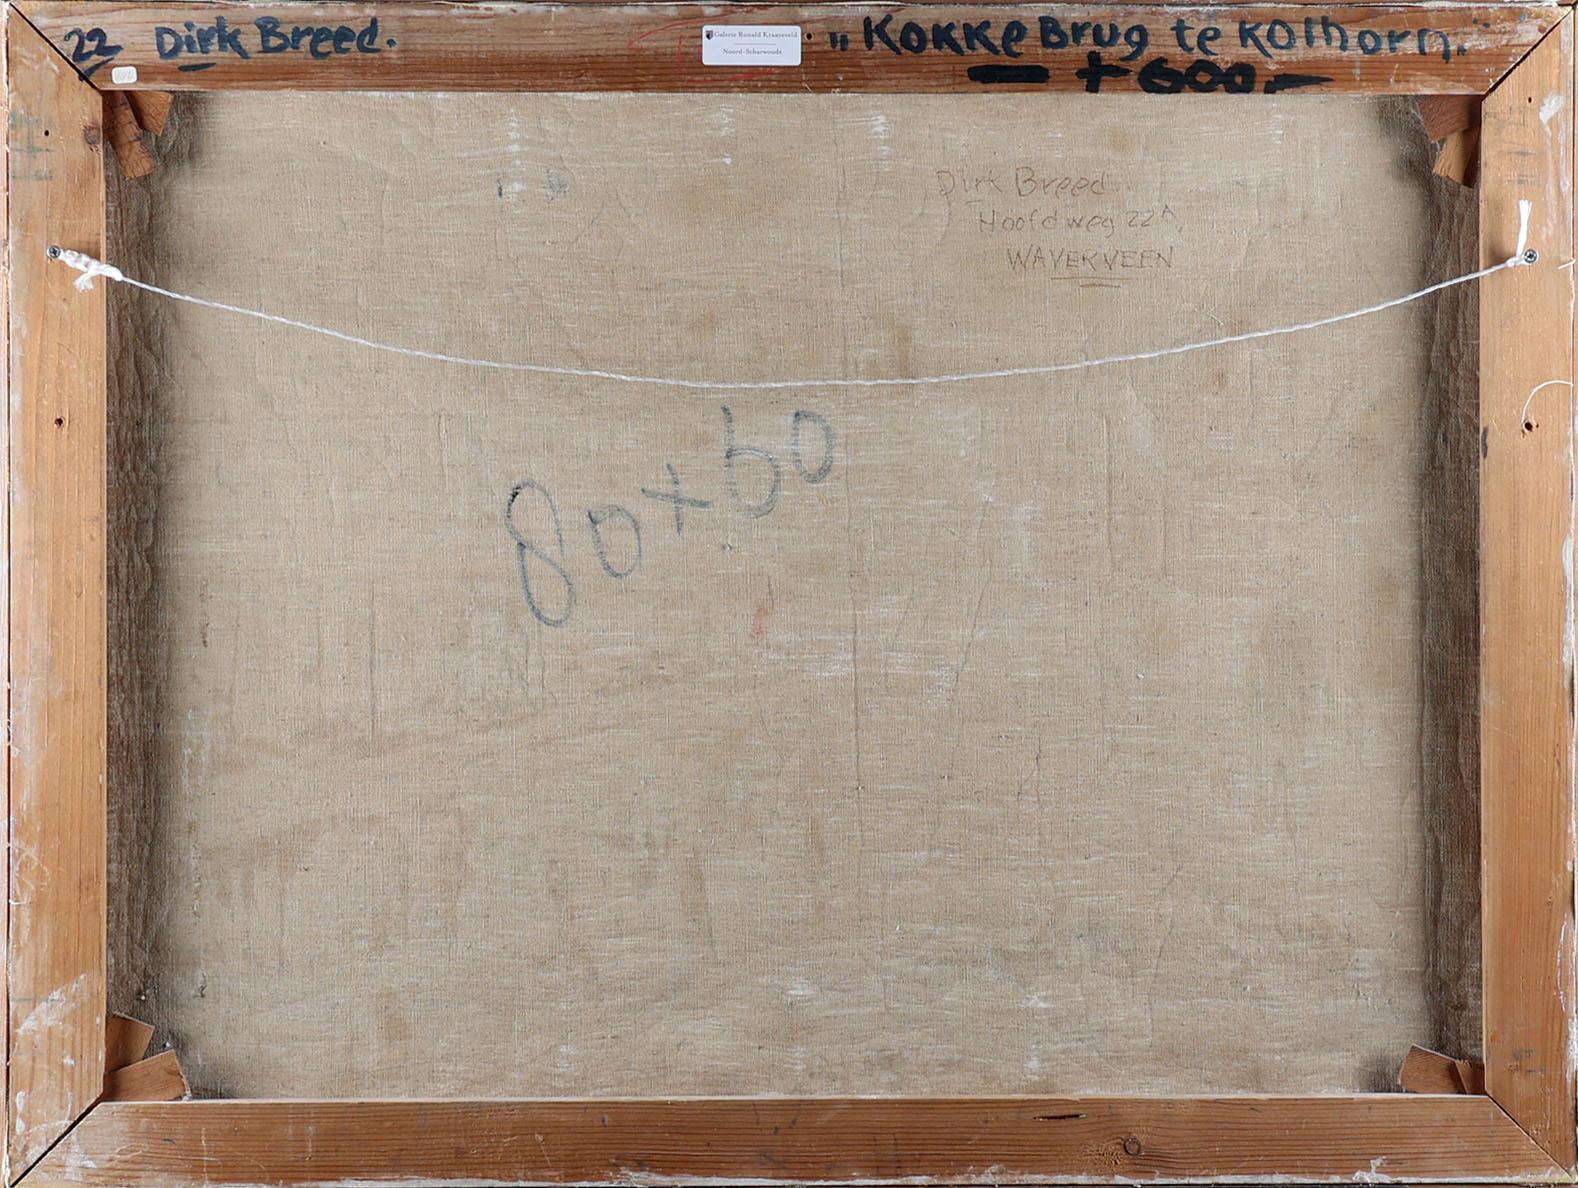 22 Dirk Breed.
Galerie Ronald Kraayeveld
Noord-Scharwoude
„Kokke Brug te Kolhorn."
+ 600.—
Dirk Breed
Hoofdweg 22A,
WAVERVEEN
80x60